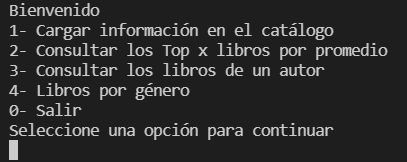 Bienvenido
1- Cargar información en el catálogo
2- Consultar los Top x libros por promedio
3- Consultar los libros de un autor
4- Libros por género
0- Salir
Seleccione una opción para continuar